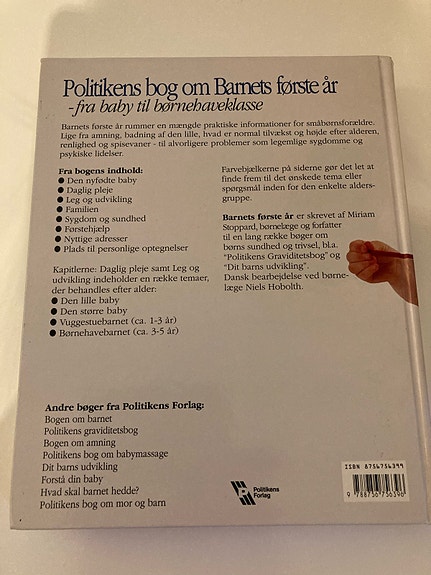 Politikens bog om Barnets første år
-fra baby til børnehaveklasse
Barnets første år rummer en mængde praktiske informationer for småbørnsforældre.
Lige fra amning, badning af den lille, hvad er normal tilvækst og højde efter alderen,
renlighed og spisevaner - til alvorligere problemer som legemlige sygdomme og
psykiske lidelser.
Fra bogens indhold:
● Den nyfødte baby
● Daglig pleje
● Leg og udvikling
● Familien
● Sygdom og sundhed
● Førstehjælp
● Nyttige adresser
● Plads til personlige optegnelser
Kapitlerne: Daglig pleje samt Leg og
udvikling indeholder en række temaer,
der behandles efter alder:
● Den lille baby
● Den større baby
● Vuggestuebarnet (ca. 1-3 år)
● Børnehavebarnet (ca. 3-5 år)
Farvebjælkerne på siderne gør det let at
finde frem til det ønskede tema eller
spørgsmål inden for den enkelte alders-
gruppe.
Barnets første år er skrevet af Miriam
Stoppard, børnelæge og forfatter
til en lang række bøger om
børns sundhed og trivsel, bl.a.
"Politikens Graviditetsbog" og
"Dit barns udvikling".
Dansk bearbejdelse ved børne-
læge Niels Hobolth.
Andre bøger fra Politikens Forlag:
Bogen om barnet
Politikens graviditetsbog
Bogen om amning
Politikens bog om babymassage
Dit barns udvikling
Forstå din baby
Hvad skal barnet hedde?
Politikens bog om mor og barn
Politikens
Forlag
ISBN 8756756399
9 788756 756396